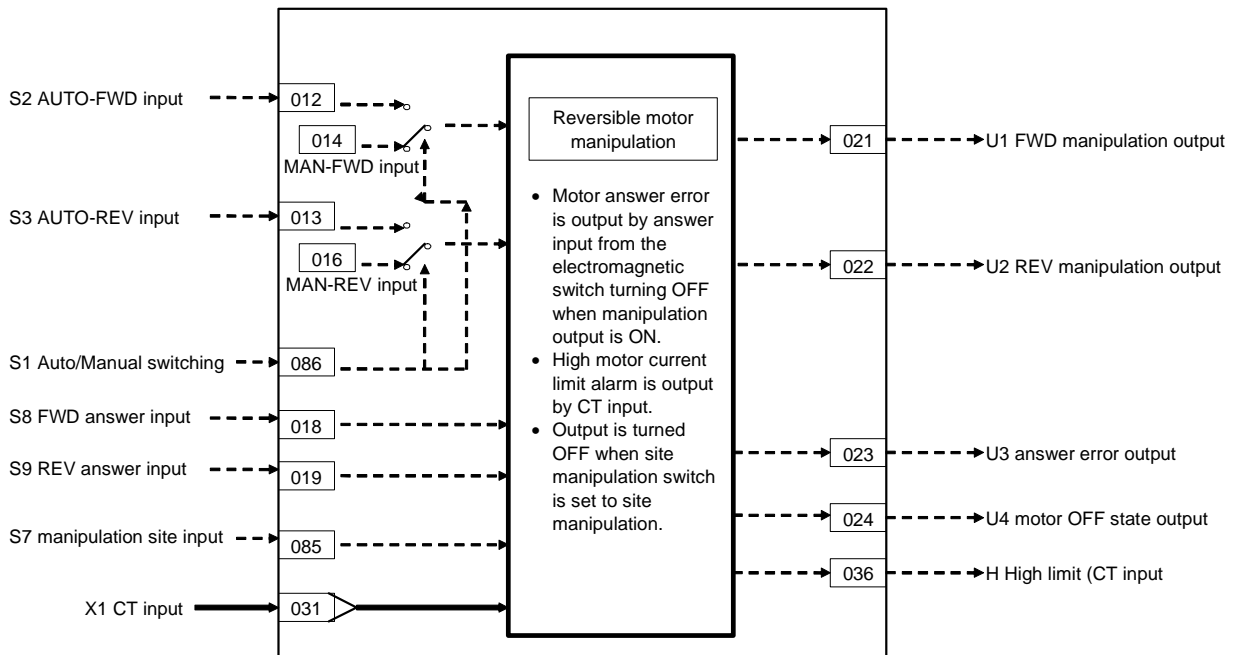 S2 AUTO-FWD input
012
014
MAN-FWD input
S3 AUTO-REV input
013
016
MAN-REV input
S1 Auto/Manual switching
086
S8 FWD answer input
018
S9 REV answer input
019
S7 manipulation site input
085
X1 CT input
031
Reversible motor
manipulation
• Motor answer error
is output by answer
input from the
electromagnetic
switch turning OFF
when manipulation
output is ON.
• High motor current
limit alarm is output
by CT input.
• Output is turned
OFF when site
manipulation switch
is set to site
manipulation.
021
U1 FWD manipulation output
022
U2 REV manipulation output
023
U3 answer error output
024
U4 motor OFF state output
036
H High limit (CT input